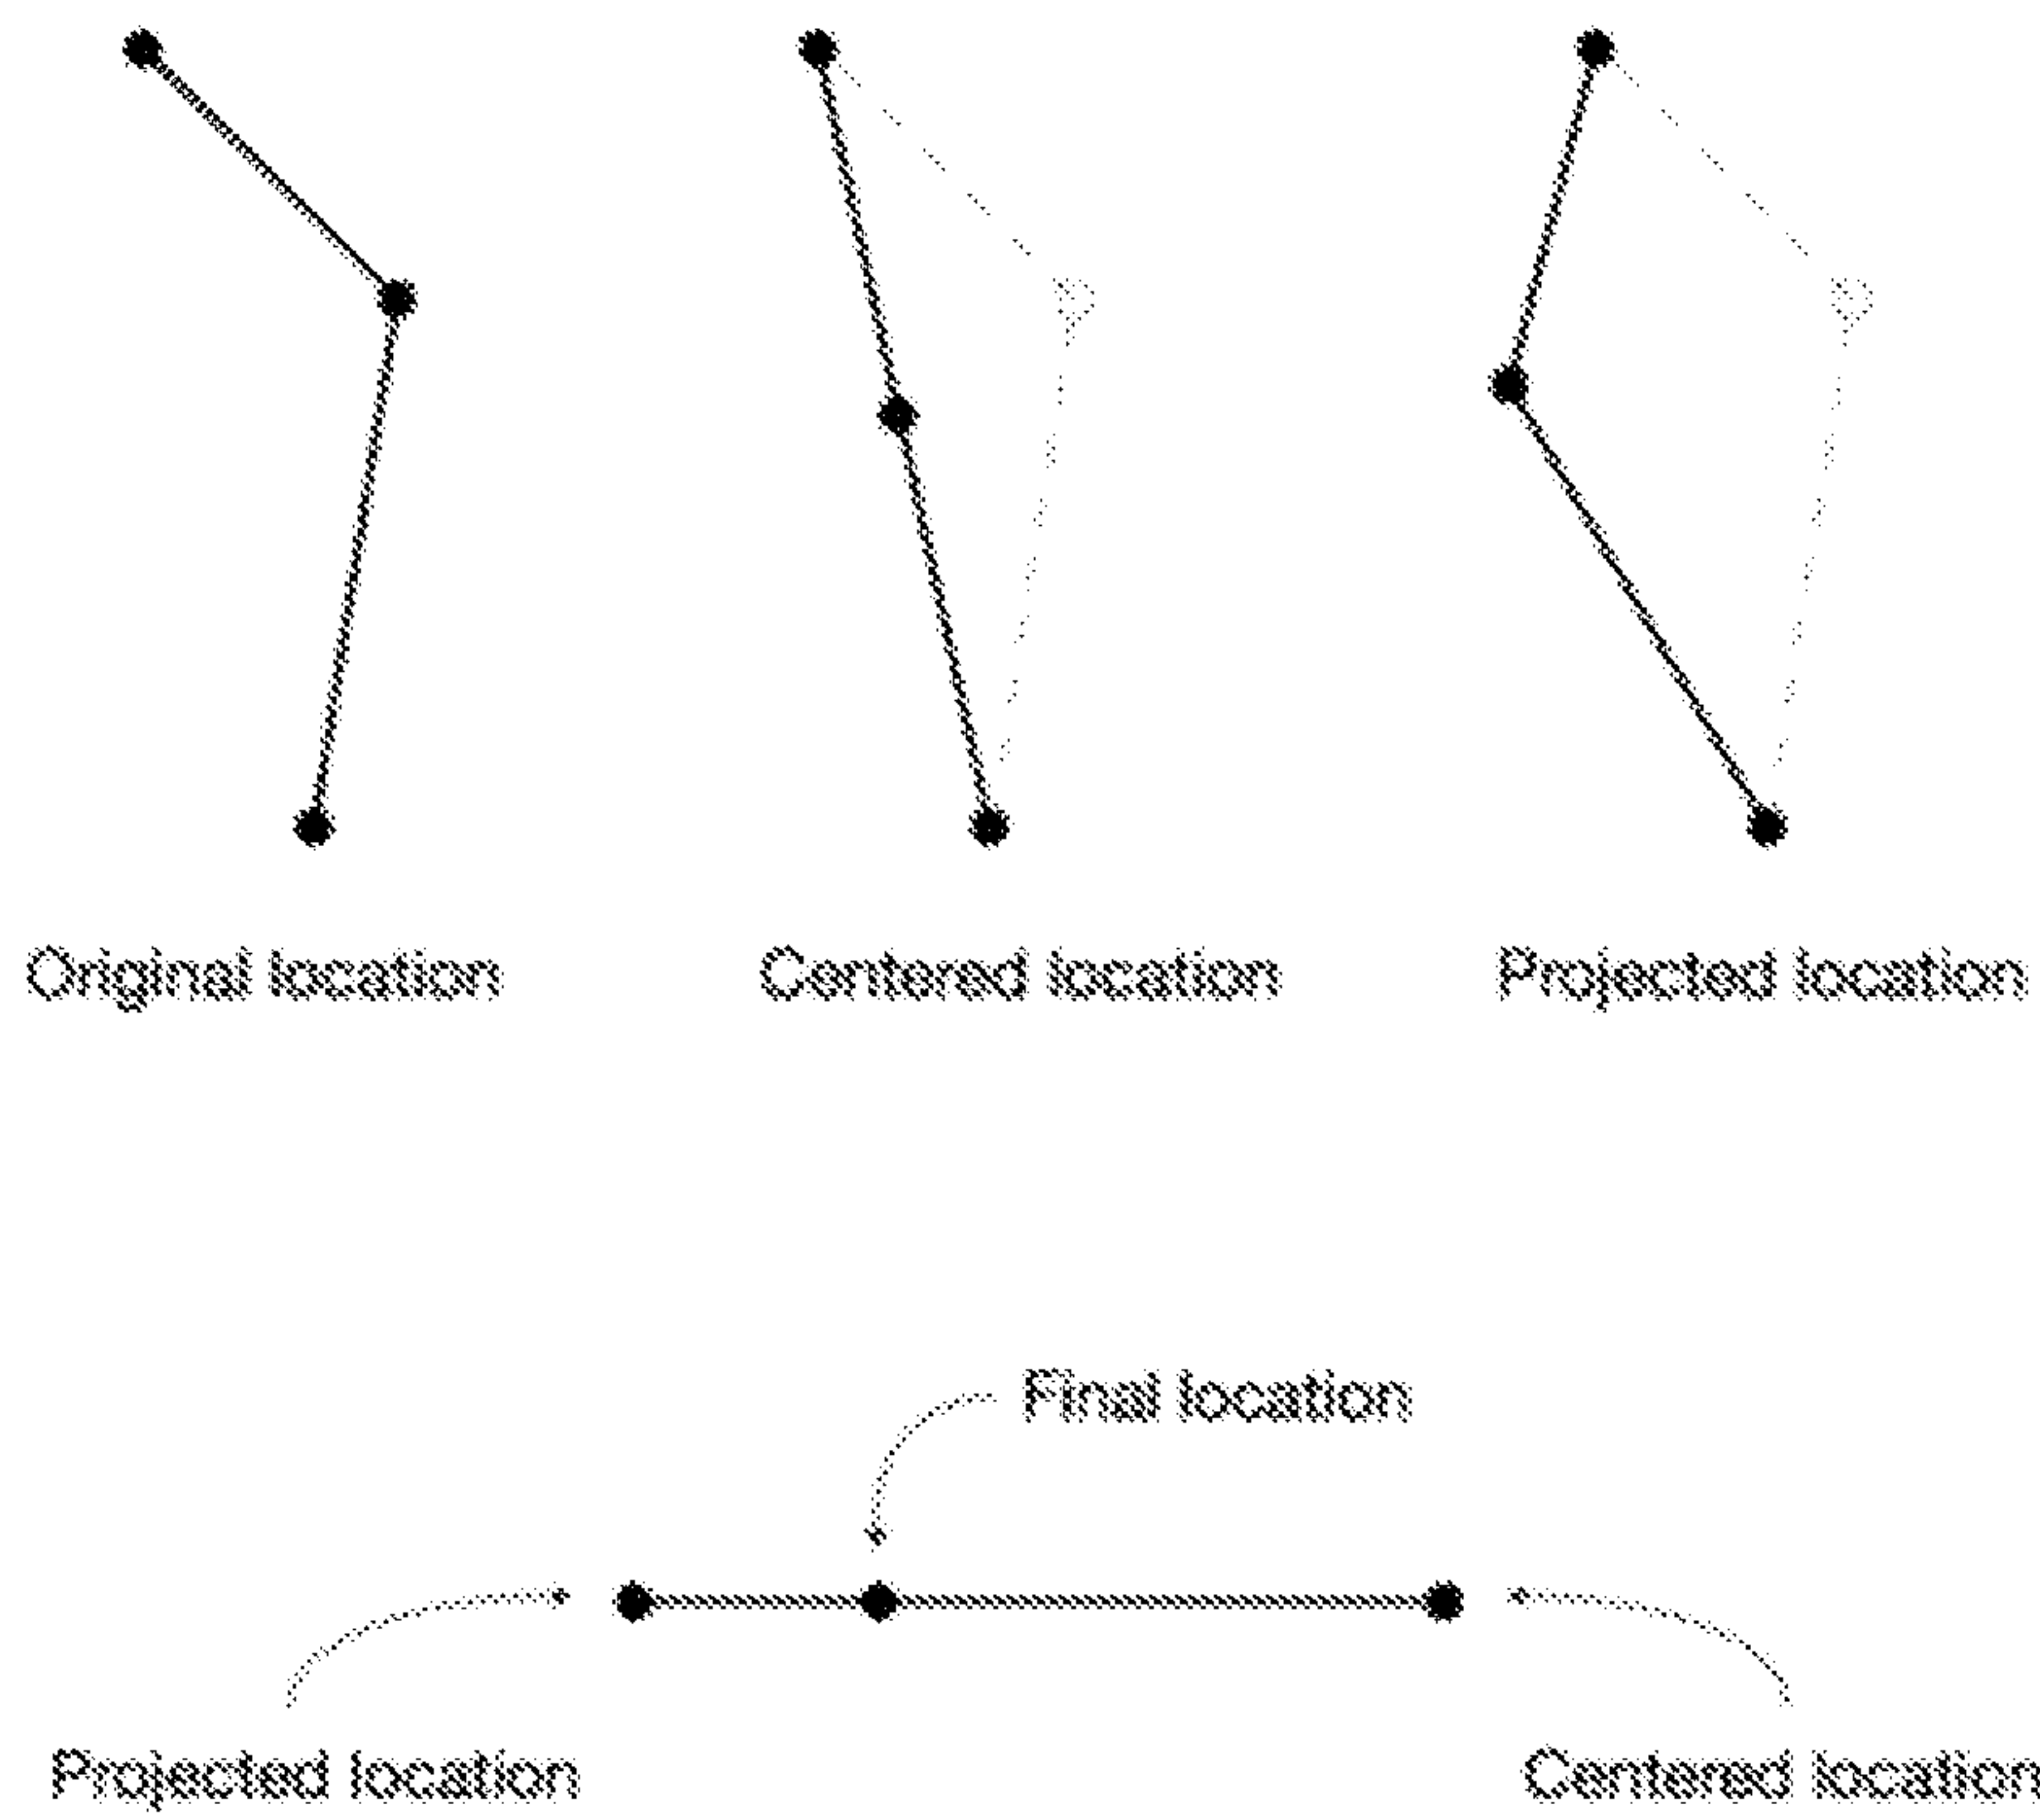 Original location
Centered location
Projected location
Final location
Projected location
Centered location